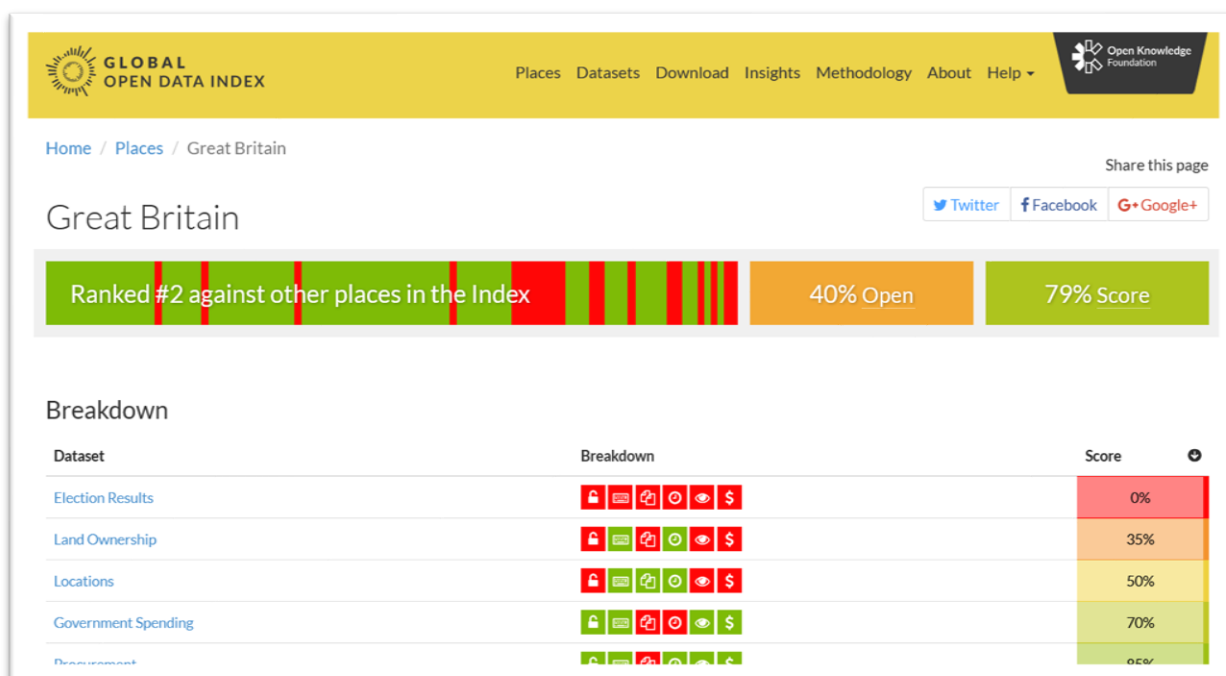 GLOBAL
OPEN DATA INDEX
Places Datasets Download Insights Methodology About Help
Open Knowledge
Foundation
Home / Places / Great Britain
Share this page
Great Britain
Twitter Facebook G+ Google+
Ranked #2 against other places in the Index 40% Open 79% Score
Breakdown
Dataset Breakdown Score
Election Results $ 0%
Land Ownership $ 35%
Locations $ 50%
Government Spending $ 70%
Procurement $ 85%